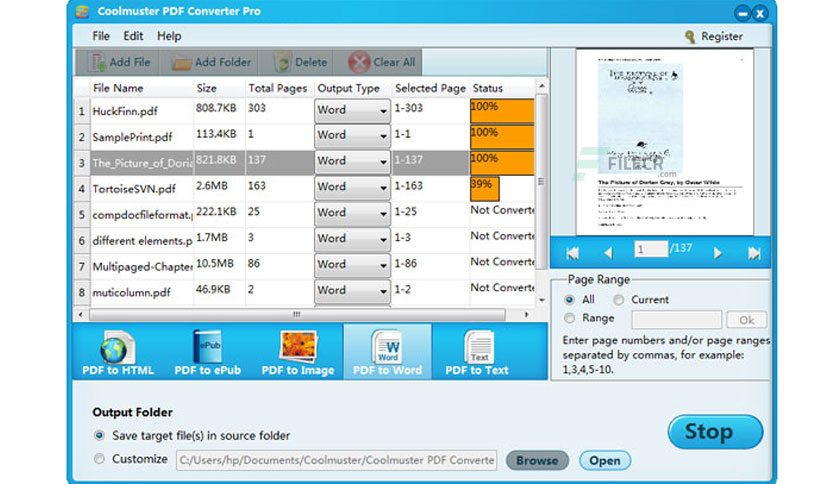 Coolmuster PDF Converter Pro
File Edit Help
Register
Add File Add Folder Delete Clear All
File Name Size Total Pages Output Type Selected Page Status
1 HuckFinn.pdf 808.7KB 303 Word 1-303 100%
2 SamplePrint.pdf 113.4KB 1 Word 1-1 100%
3 The_Picture_of_Doria 821.8KB 137 Word 1-137 100%
4 TortoiseSVN.pdf 2.6MB 163 Word 1-163 39%
5 compdocfileformat.p 222.1KB 25 Word 1-25 Not Converte
6 different elements.p 1.7MB 3 Word 1-3 Not Converte
7 Multipaged-Chapter 10.5MB 86 Word 1-86 Not Converte
8 muticolumn.pdf 46.9KB 2 Word 1-2 Not Converte
FILECR
.com
The Picture of Dorian Gray, by Oscar Wilde
1 /137
Page Range
All Current
Range Ok
Enter page numbers and/or page ranges
separated by commas, for example:
1,3,4,5-10.
ePub Word Text
PDF to HTML PDF to ePub PDF to Image PDF to Word PDF to Text
Output Folder
Save target file(s) in source folder
Customize C:/Users/hp/Documents/Coolmuster/Coolmuster PDF Converte Browse Open
Stop